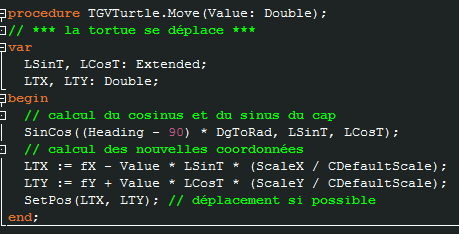 procedure TGVTurtle.Move(Value: Double);
// *** la tortue se déplace ***
var
  LSinT, LCosT: Extended;
  LTX, LTY: Double;
begin
  // calcul du cosinus et du sinus du cap
  SinCos((Heading - 90) * DgToRad, LSinT, LCosT);
  // calcul des nouvelles coordonnées
  LTX := fX - Value * LSinT * (ScaleX / CDefaultScale);
  LTY := fY + Value * LCosT * (ScaleY / CDefaultScale);
  SetPos(LTX, LTY); // déplacement si possible
end;